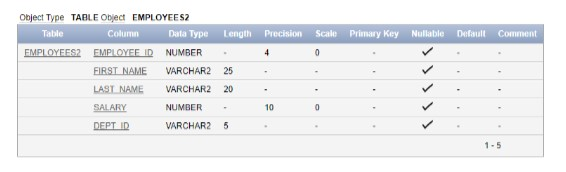 Object Type TABLE Object EMPLOYEES2
Table Column Data Type Length Precision Scale Primary Key Nullable Default Comment
EMPLOYEES2 EMPLOYEE_ID NUMBER - 4 0 - ✓ - -
FIRST_NAME VARCHAR2 25 - - - ✓ - -
LAST_NAME VARCHAR2 20 - - - ✓ - -
SALARY NUMBER - 10 0 - ✓ - -
DEPT_ID VARCHAR2 5 - - - ✓ - -
1 - 5